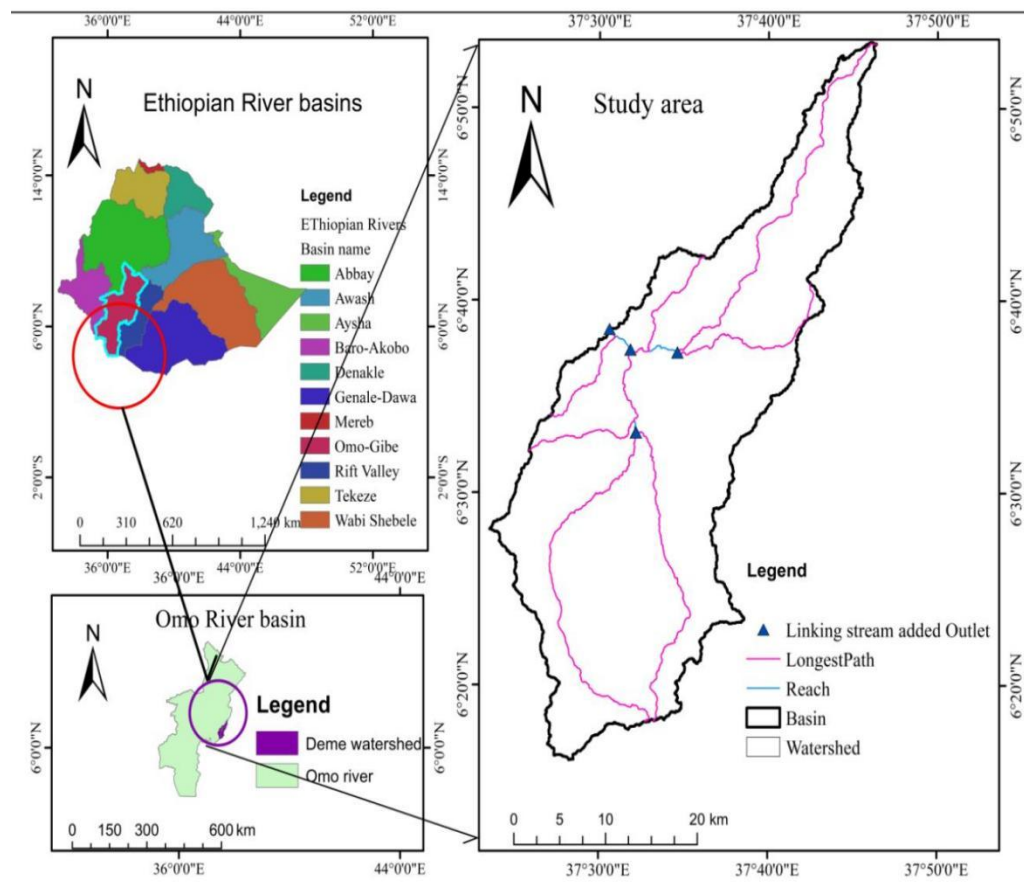 36°0'0"E 44°0'0"E 52°0'0"E
N
Ethiopian River basins
14°0'0"N
6°0'0"N
2°0'0"S
14°0'0"N
6°0'0"N
2°0'0"S
Legend
EThiopian Rivers
Basin name
Abbay
Awash
Aysha
Baro-Akobo
Denakle
Genale-Dawa
Mereb
Omo-Gibe
Rift Valley
Tekeze
Wabi Shebele
0 310 620 1,240 km
36°0'0"E 44°0'0"E 52°0'0"E
36°0'0"E 44°0'0"E
Omo River basin
N
6°0'0"N
6°0'0"N
Legend
Deme watershed
Omo river
0 150 300 600 km
36°0'0"E 44°0'0"E
37°30'0"E 37°40'0"E 37°50'0"E
N
Study area
6°50'0"N
6°40'0"N
6°30'0"N
6°20'0"N
6°50'0"N
6°40'0"N
6°30'0"N
6°20'0"N
Legend
Linking stream added Outlet
LongestPath
Reach
Basin
Watershed
0 5 10 20 km
37°30'0"E 37°40'0"E 37°50'0"E